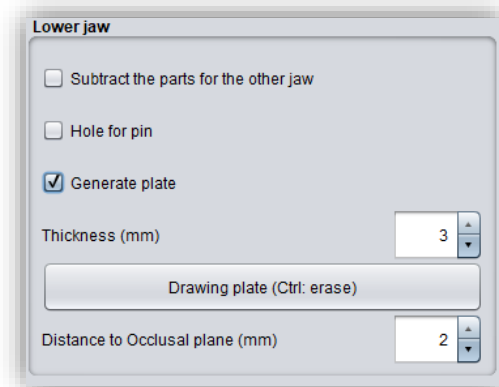 Lower jaw
Subtract the parts for the other jaw
Hole for pin
Generate plate
Thickness (mm) 3
Drawing plate (Ctrl: erase)
Distance to Occlusal plane (mm) 2